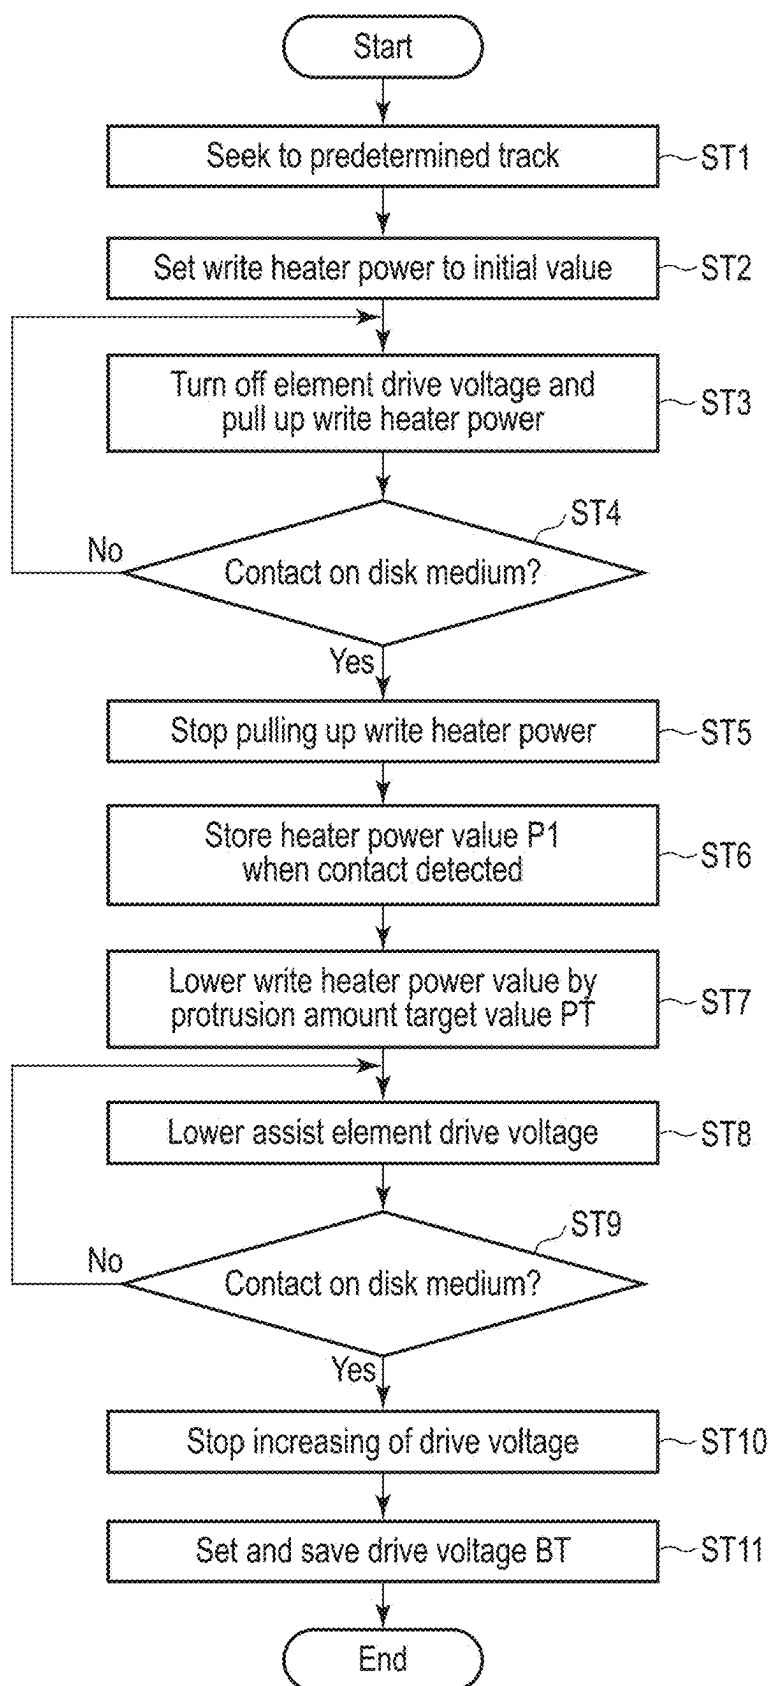 Start
Seek to predetermined track
ST1
Set write heater power to initial value
ST2
Turn off element drive voltage and
pull up write heater power
ST3
ST4
No
Contact on disk medium?
Yes
Stop pulling up write heater power
ST5
Store heater power value P1
when contact detected
ST6
Lower write heater power value by
protrusion amount target value PT
ST7
Lower assist element drive voltage
ST8
ST9
No
Contact on disk medium?
Yes
Stop increasing of drive voltage
ST10
Set and save drive voltage BT
ST11
End